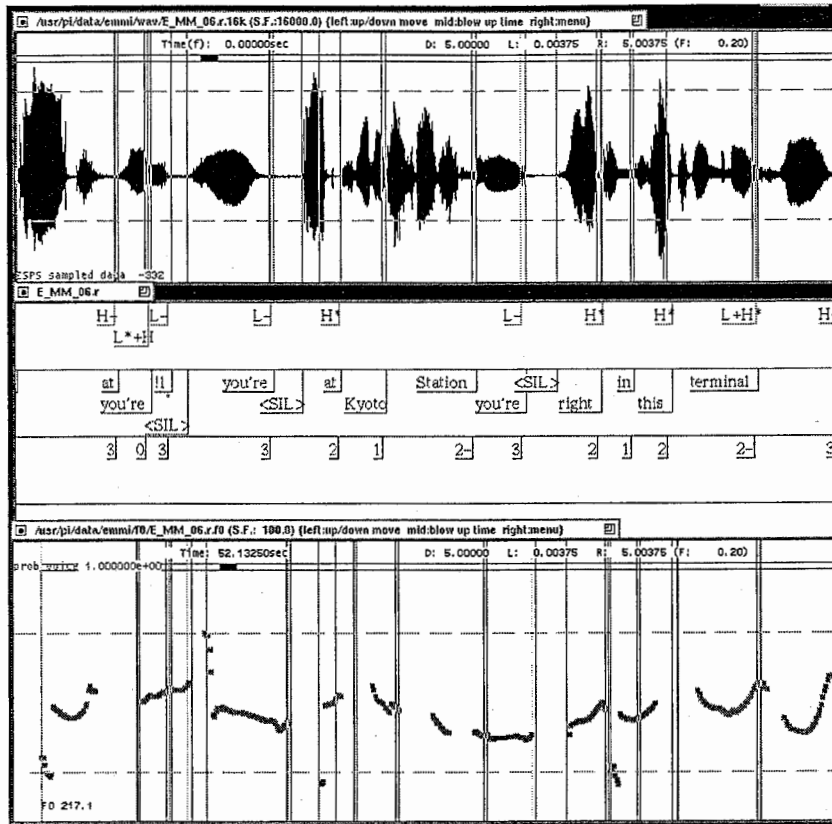 /usr/pi/data/emmi/wav/E_MM_06.r.16k (S.F.:16000.0) {left:up/down move mid:blow up time right:menu}
Time(f): 0.00000sec D: 5.00000 L: 0.00375 R: 5.00375 (F: 0.20)
ESPS sampled data -332
E_MM_06.r
H- L- L- H* L- H* H* L+H* H
L*+H
at !1 you're at Station <SIL> in terminal
you're <SIL> Kyoto you're right this
<SIL>
3 0 3 3 2 1 2- 3 2 1 2 2- 3
/usr/pi/data/emmi/f0/E_MM_06.r.f0 (S.F.: 100.0) {left:up/down move mid:blow up time right:menu}
Time: 52.13250sec D: 5.00000 L: 0.00375 R: 5.00375 (F: 0.20)
prob voice 1.000000e+00
F0 217.1